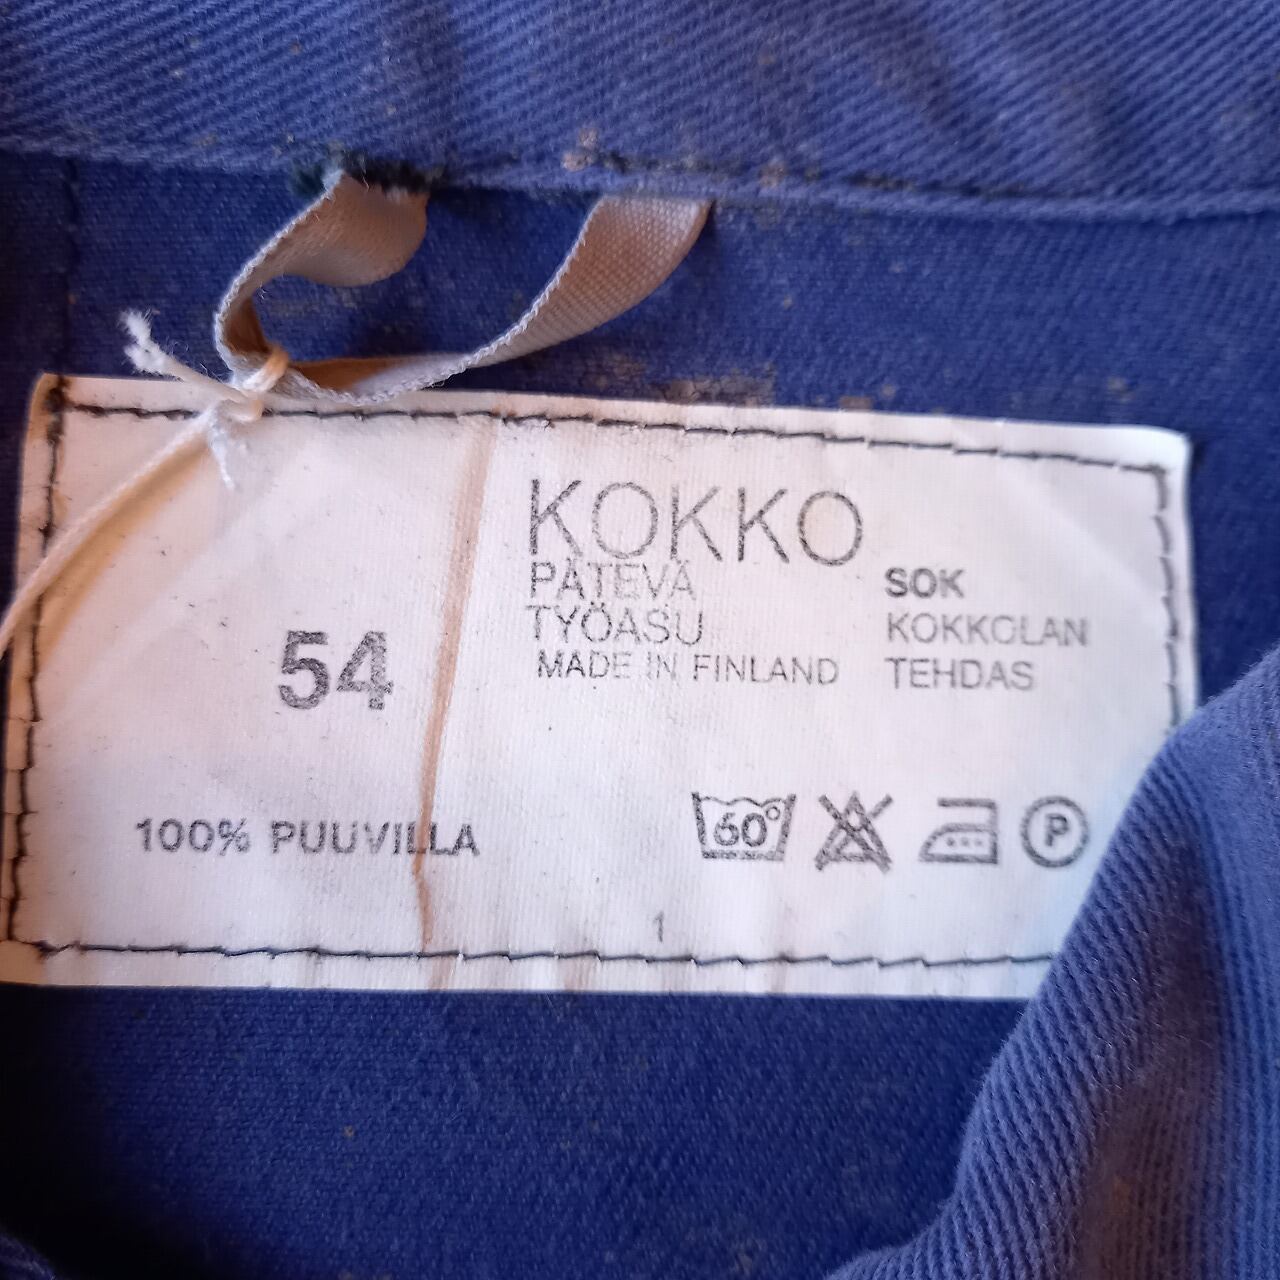 KOKKO
PÄTEVÄ
TYÖASU
MADE IN FINLAND
SOK
KOKKOLAN
TEHDAS
54
100% PUUVILLA
60°
P
1